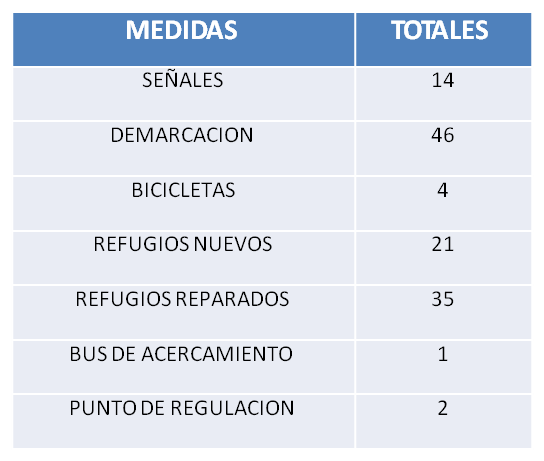 MEDIDAS TOTALES
SEÑALES 14
DEMARCACION 46
BICICLETAS 4
REFUGIOS NUEVOS 21
REFUGIOS REPARADOS 35
BUS DE ACERCAMIENTO 1
PUNTO DE REGULACION 2